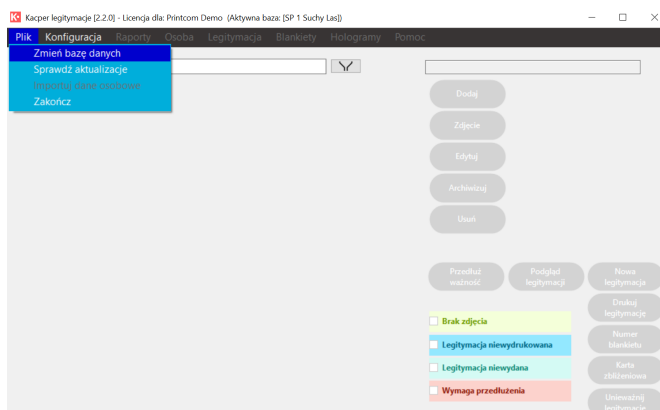 Kacper legitymacje [2.2.0] - Licencja dla: Printcom Demo (Aktywna baza: [SP 1 Suchy Las])
Plik Konfiguracja Raporty Osoba Legitymacja Blankiety Hologramy Pomoc
Zmień bazę danych
Sprawdź aktualizacje
Importuj dane osobowe
Zakończ
Dodaj
Zdjęcie
Edytuj
Archiwizuj
Usuń
Przedłuż ważność
Podgląd legitymacji
Nowa legitymacja
Drukuj legitymację
Numer blankietu
Karta zbliżeniowa
Unieważnij legitymację
Brak zdjęcia
Legitymacja niewydrukowana
Legitymacja niewydana
Wymaga przedłużenia